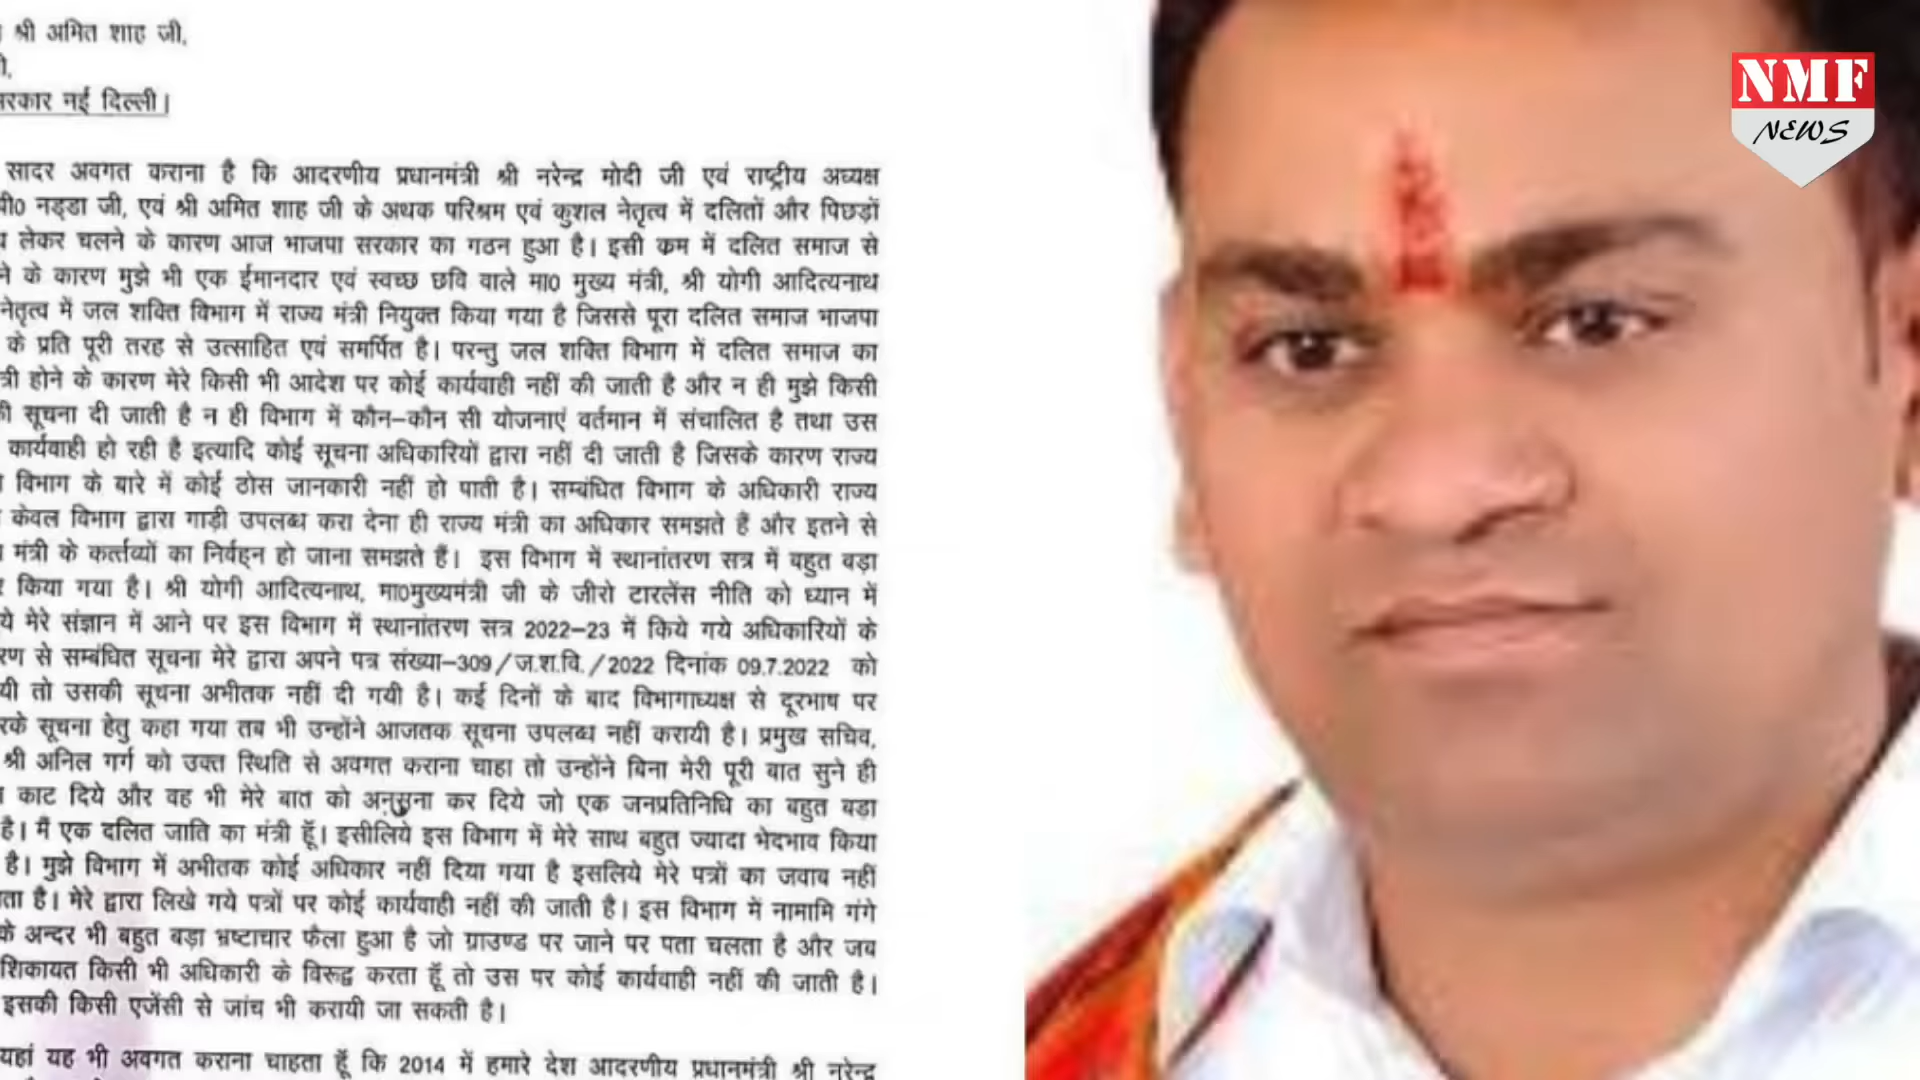 श्री अमित शाह जी,
सरकार नई दिल्ली।
सादर अवगत कराना है कि आदरणीय प्रधानमंत्री श्री नरेन्द्र मोदी जी एवं राष्ट्रीय अध्यक्ष
नड्डा जी, एवं श्री अमित शाह जी के अथक परिश्रम एवं कुशल नेतृत्व में दलितों और पिछड़ों
लेकर चलने के कारण आज भाजपा सरकार का गठन हुआ है। इसी कम में दलित समाज से
के कारण मुझे भी एक ईमानदार एवं स्वच्छ छवि वाले मा0 मुख्य मंत्री, श्री योगी आदित्यनाथ
नेतृत्व में जल शक्ति विभाग में राज्य मंत्री नियुक्त किया गया है जिससे पूरा दलित समाज भाजपा
के प्रति पूरी तरह से उत्साहित एवं समर्पित है। परन्तु जल शक्ति विभाग में दलित समाज का
होने के कारण मेरे किसी भी आदेश पर कोई कार्यवाही नहीं की जाती है और न ही मुझे किसी
सूचना दी जाती है न ही विभाग में कौन–कौन सी योजनाएं वर्तमान में संचालित है तथा उस
कार्यवाही हो रही है इत्यादि कोई सूचना अधिकारियों द्वारा नहीं दी जाती है जिसके कारण राज्य
विभाग के बारे में कोई ठोस जानकारी नहीं हो पाती है। सम्बंधित विभाग के अधिकारी राज्य
केवल विभाग द्वारा गाड़ी उपलब्ध करा देना ही राज्य मंत्री का अधिकार समझते हैं और इतने से
मंत्री के कर्त्तव्यों का निर्वहन हो जाना समझते हैं। इस विभाग में स्थानांतरण सत्र में बहुत बड़ा
किया गया है। श्री योगी आदित्यनाथ, मा0मुख्यमंत्री जी के जीरो टारलेंस नीति को ध्यान में
मेरे संज्ञान में आने पर इस विभाग में स्थानांतरण सत्र 2022–23 में किये गये अधिकारियों के
से सम्बंधित सूचना मेरे द्वारा अपने पत्र संख्या–309/ज.श.वि./2022 दिनांक 09.7.2022 को
तो उसकी सूचना अभीतक नहीं दी गयी है। कई दिनों के बाद विभागाध्यक्ष से दूरभाष पर
सूचना हेतु कहा गया तब भी उन्होंने आजतक सूचना उपलब्ध नहीं करायी है। प्रमुख सचिव,
श्री अनिल गर्ग को उक्त स्थिति से अवगत कराना चाहा तो उन्होंने बिना मेरी पूरी बात सुने ही
काट दिये और वह भी मेरे बात को अनसुना कर दिये जो एक जनप्रतिनिधि का बहुत बड़ा
है। मैं एक दलित जाति का मंत्री हूँ। इसीलिये इस विभाग में मेरे साथ बहुत ज्यादा भेदभाव किया
है। मुझे विभाग में अभीतक कोई अधिकार नहीं दिया गया है इसलिये मेरे पत्रों का जवाब नहीं
है। मेरे द्वारा लिखे गये पत्रों पर कोई कार्यवाही नहीं की जाती है। इस विभाग में नामामि गंगे
के अन्दर भी बहुत बड़ा भ्रष्टाचार फैला हुआ है जो ग्राउण्ड पर जाने पर पता चलता है और जब
शिकायत किसी भी अधिकारी के विरूद्व करता हूँ तो उस पर कोई कार्यवाही नहीं की जाती है।
इसकी किसी एजेंसी से जांच भी करायी जा सकती है।
यहां यह भी अवगत कराना चाहता हूँ कि 2014 में हमारे देश आदरणीय प्रधानमंत्री श्री नरेन्द्र
NMF
NEWS